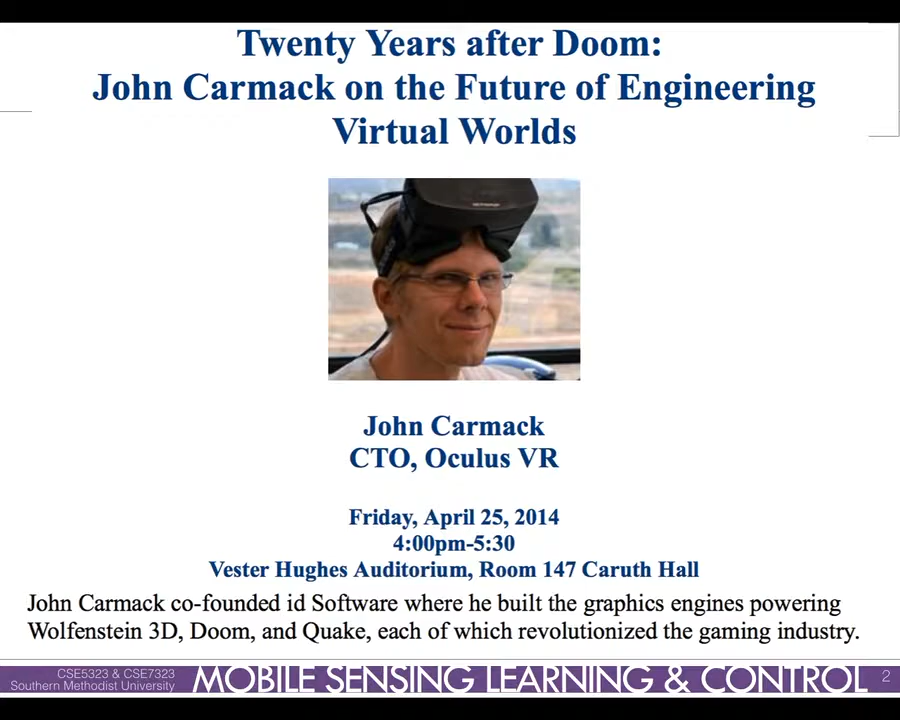 Twenty Years after Doom:
John Carmack on the Future of Engineering
Virtual Worlds
John Carmack
CTO, Oculus VR
Friday, April 25, 2014
4:00pm-5:30
Vester Hughes Auditorium, Room 147 Caruth Hall
John Carmack co-founded id Software where he built the graphics engines powering
Wolfenstein 3D, Doom, and Quake, each of which revolutionized the gaming industry.
CSE5323 & CSE7323
Southern Methodist University
MOBILE SENSING LEARNING & CONTROL
2